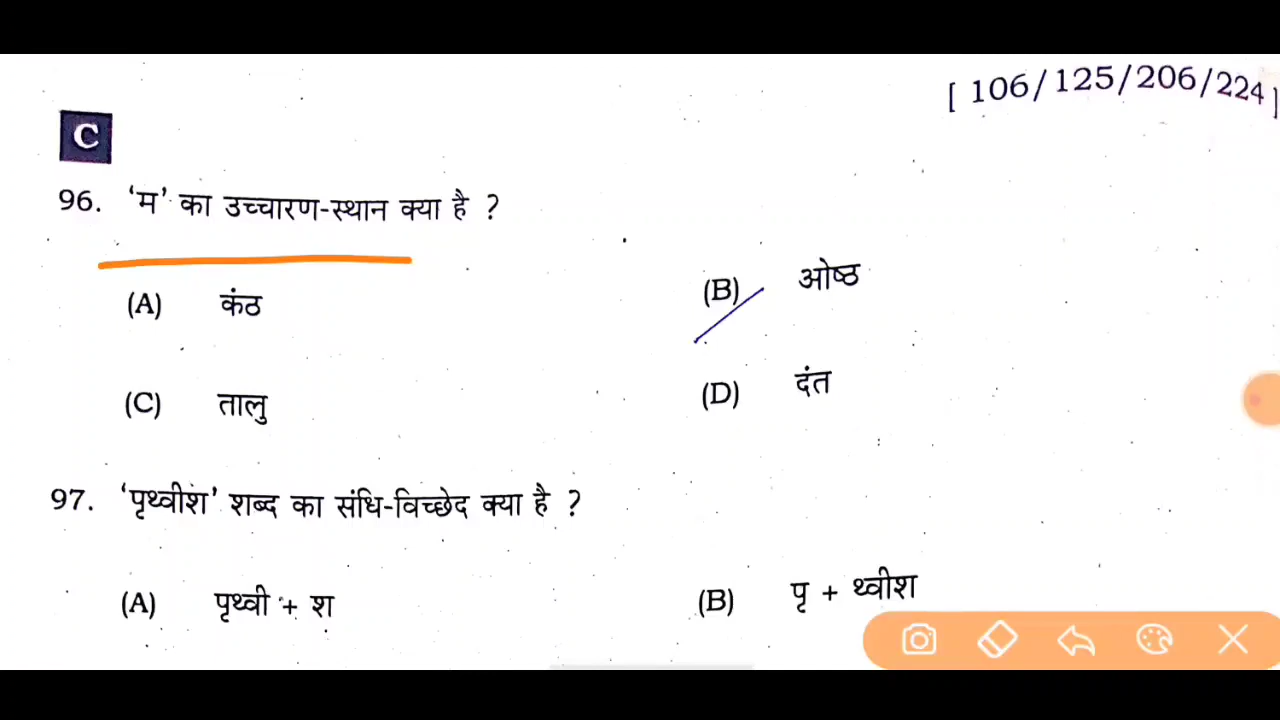 [ 106/125/206/224 ]
C
96. ‘म’ का उच्चारण-स्थान क्या है ?
(A) कंठ
(B) ओष्ठ
(C) तालु
(D) दंत
97. ‘पृथ्वीश’ शब्द का संधि-विच्छेद क्या है ?
(A) पृथ्वी + श
(B) पृ + थ्वीश